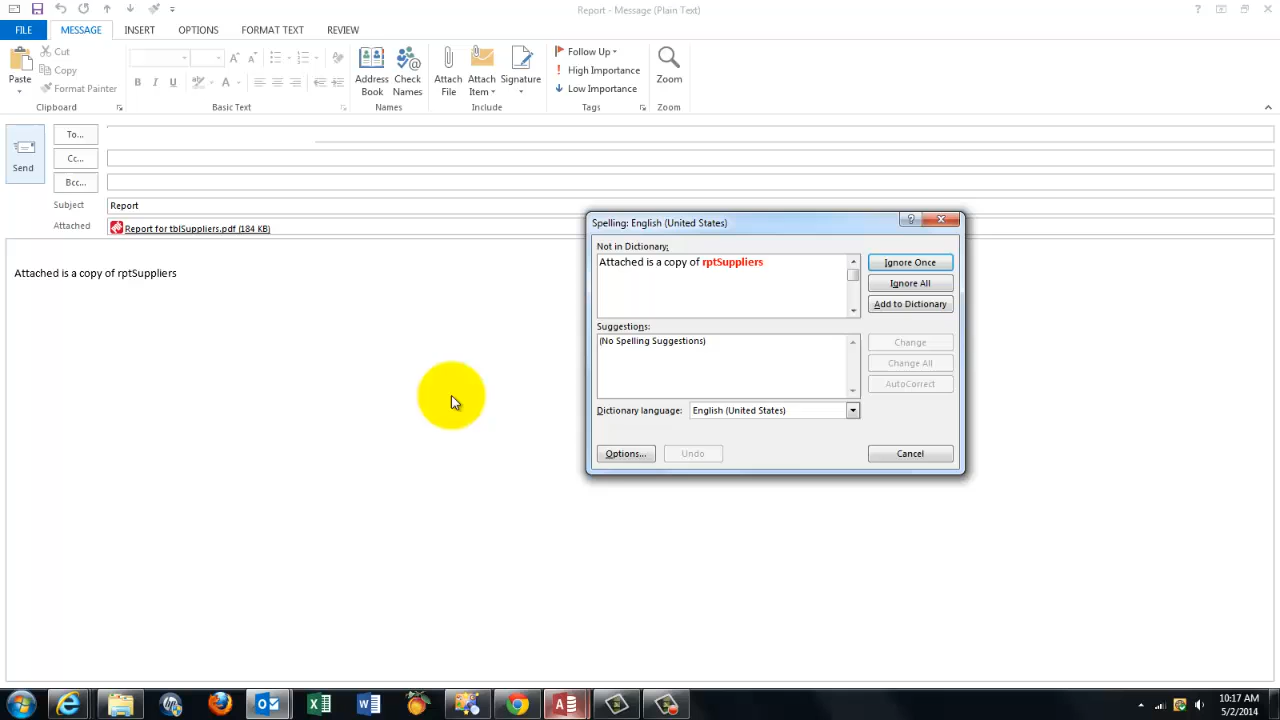 Report - Message (Plain Text)
FILE
MESSAGE
INSERT
OPTIONS
FORMAT TEXT
REVIEW
Paste
Cut
Copy
Format Painter
Clipboard
B I U
A
Basic Text
Address Book
Check Names
Names
Attach File
Attach Item
Signature
Include
Follow Up
High Importance
Low Importance
Tags
Zoom
Zoom
Send
To...
Cc...
Bcc...
Subject
Report
Attached
Report for tblSuppliers.pdf (184 KB)
Attached is a copy of rptSuppliers
Spelling: English (United States)
Not in Dictionary:
Attached is a copy of rptSuppliers
Ignore Once
Ignore All
Add to Dictionary
Suggestions:
(No Spelling Suggestions)
Change
Change All
AutoCorrect
Dictionary language:
English (United States)
Options...
Undo
Cancel
10:17 AM
5/2/2014